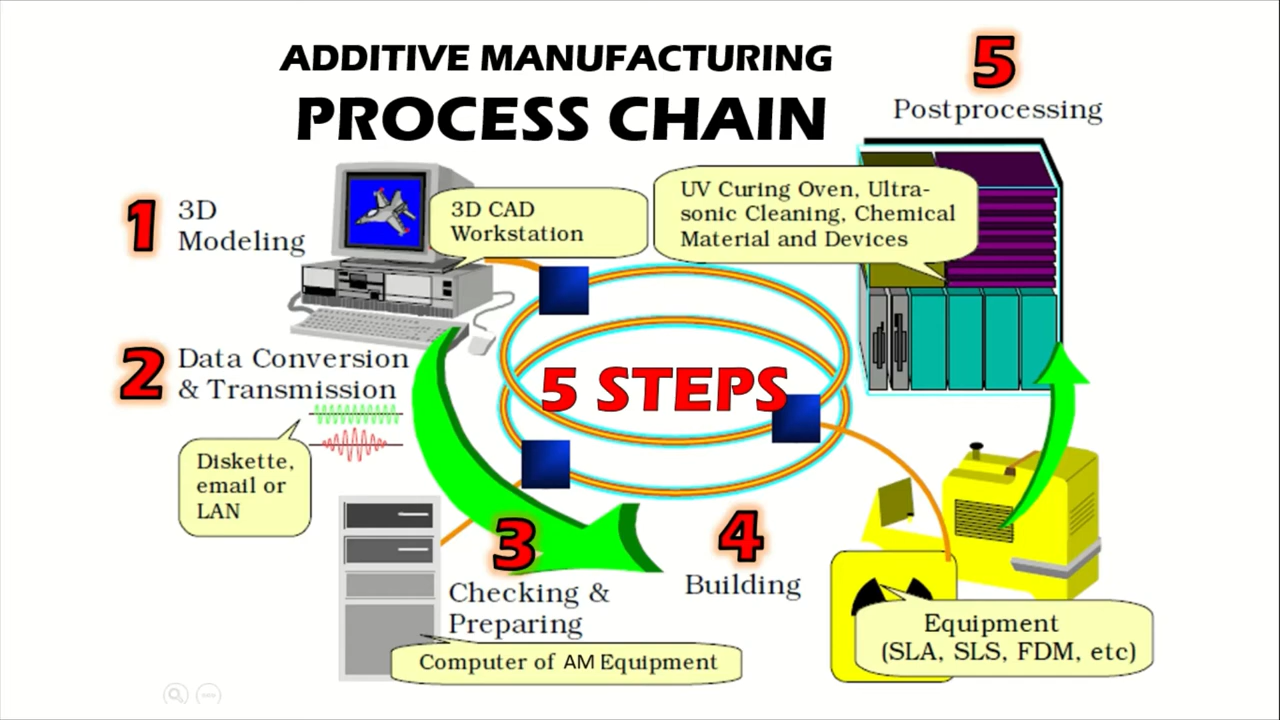 ADDITIVE MANUFACTURING
PROCESS CHAIN
1
3D
Modeling
3D CAD
Workstation
2
Data Conversion
& Transmission
Diskette,
email or
LAN
5 STEPS
3
Checking &
Preparing
Computer of AM Equipment
4
Building
Equipment
(SLA, SLS, FDM, etc)
5
Postprocessing
UV Curing Oven, Ultra-
sonic Cleaning, Chemical
Material and Devices